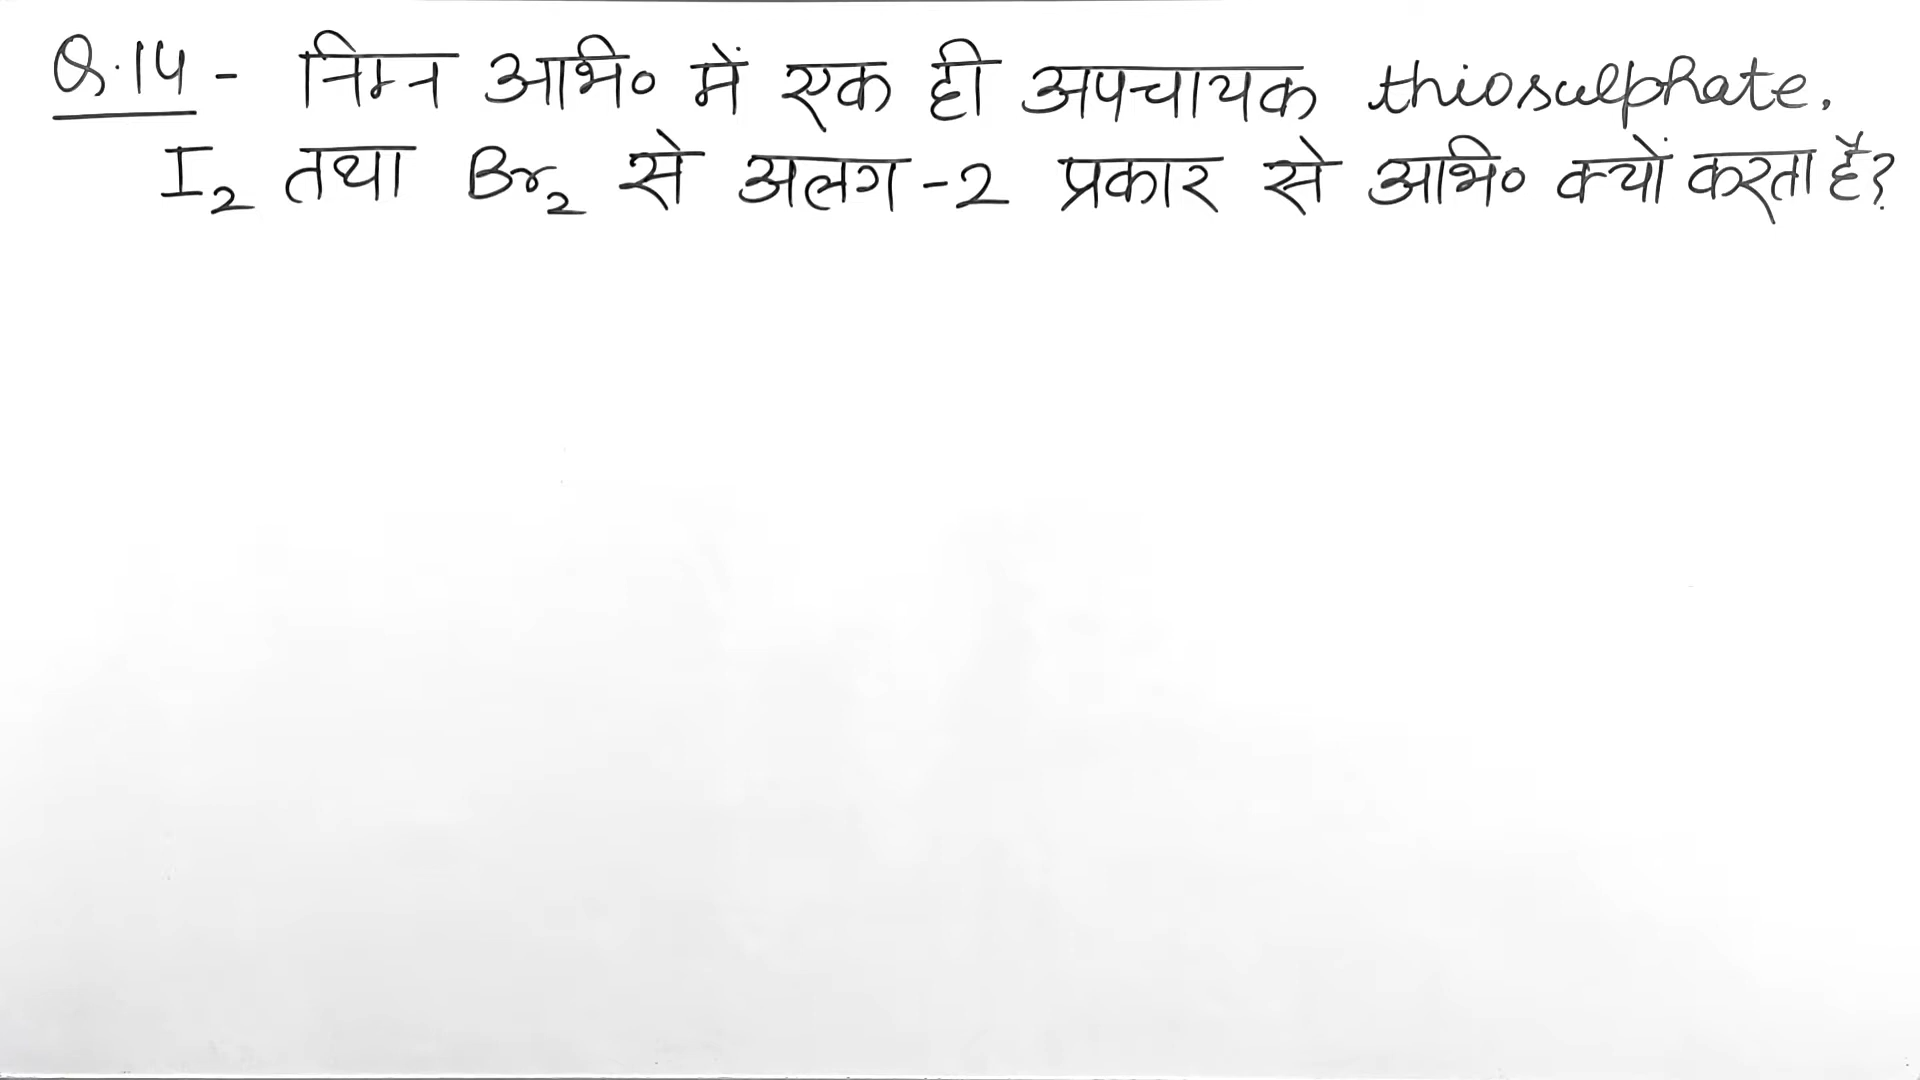 Q.14 - निम्न अभि० में एक ही अपचायक thiosulphate.
I₂ तथा Br₂ से अलग-2 प्रकार से अभि० क्यों करता है?